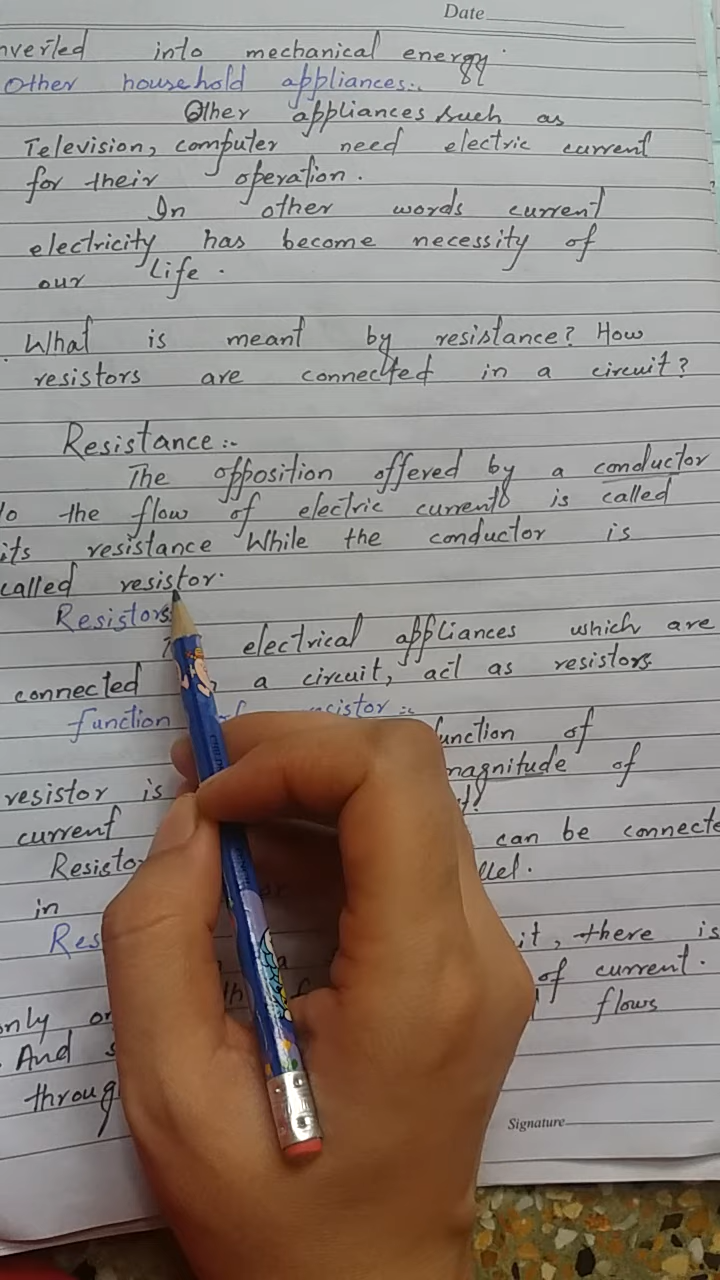 Date
nverled into mechanical energy.
Other household appliances:.
Other appliances such as
Television, computer need electric current
for their operation.
In other words current
electricity has become necessity of
our life.
What is meant by resistance? How
resistors are connected in a circuit?
Resistance:-
The opposition offered by a conductor
to the flow of electric current is called
its resistance While the conductor is
called resistor.
Resistors
electrical appliances which are
connected a circuit, act as resistors
function of resistor:-
function of
resistor is magnitude of
current
Resisto can be connecte
in llel.
Res it, there is
only of current.
And flows
throug
Signature